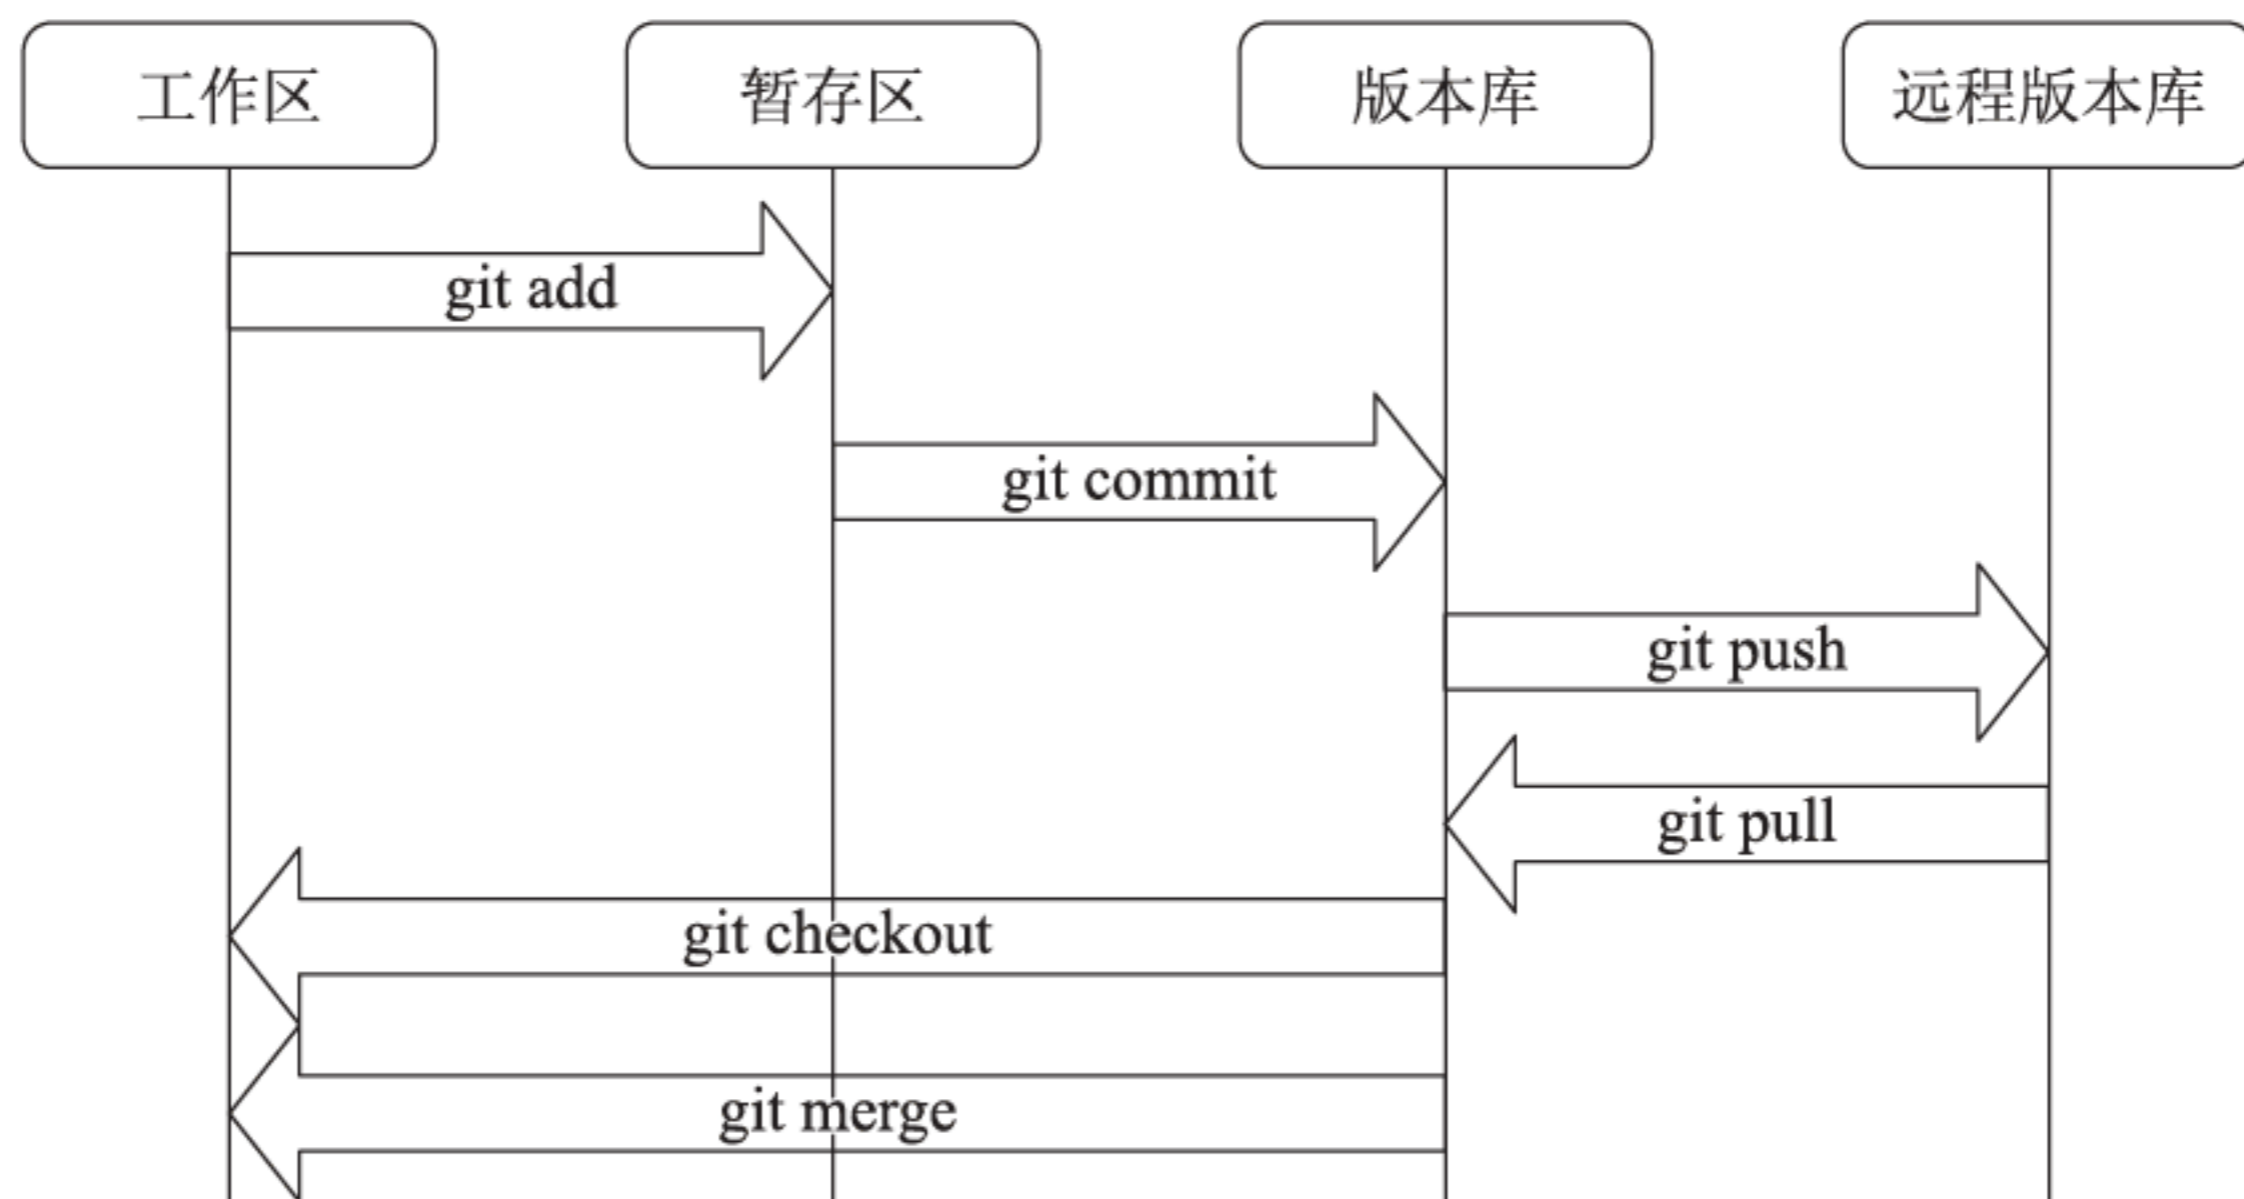 工作区
暂存区
版本库
远程版本库
git add
git commit
git push
git pull
git checkout
git merge